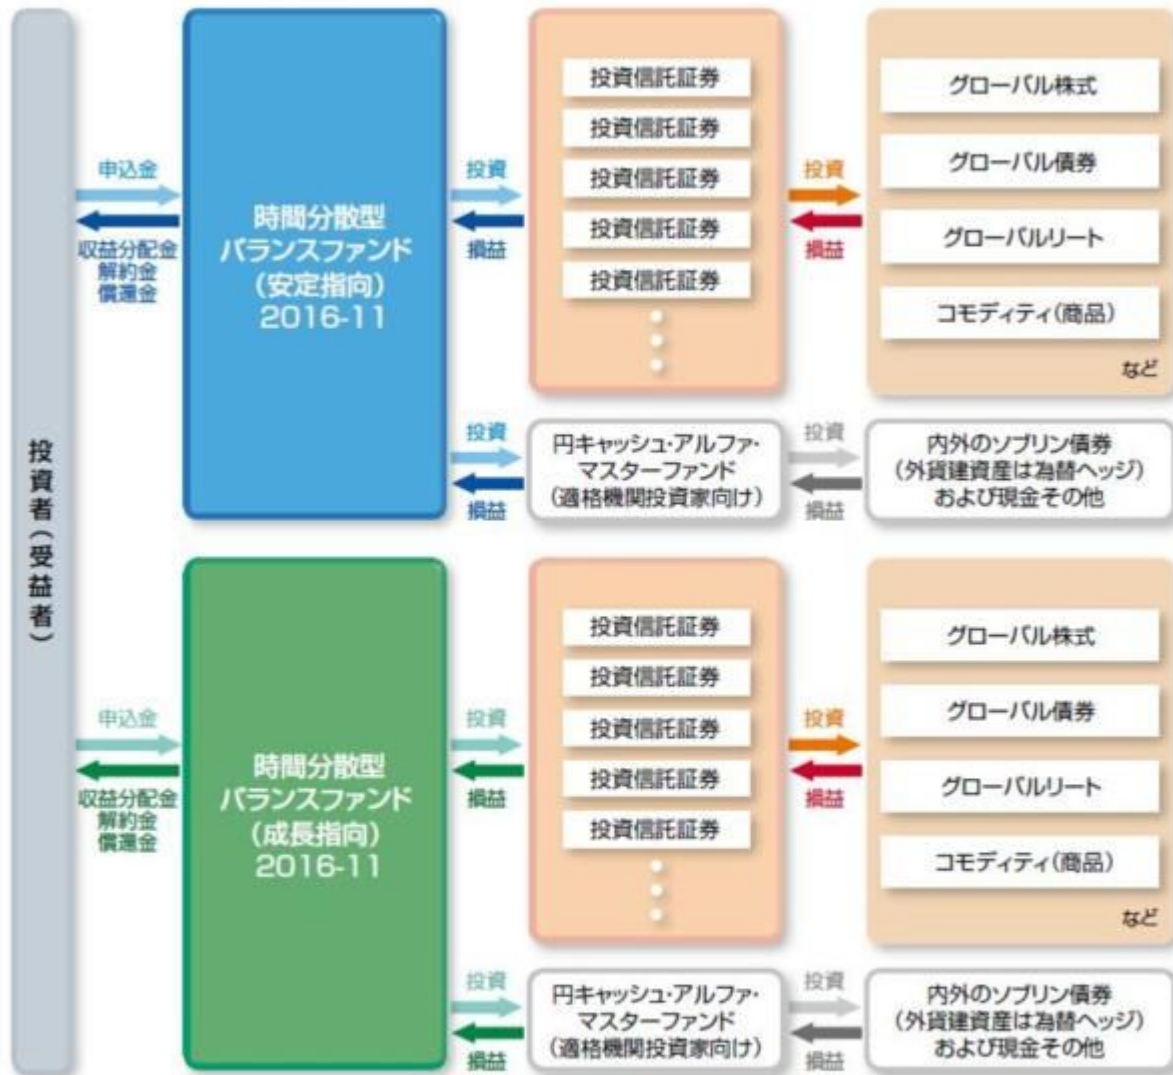 投資者(受益者)
申込金
収益分配金
解約金
償還金
時間分散型
バランスファンド
(安定指向)
2016-11
投資
損益
投資信託証券
投資信託証券
投資信託証券
投資信託証券
投資信託証券
投資
損益
グローバル株式
グローバル債券
グローバルリート
コモディティ(商品)
など
投資
損益
円キャッシュ・アルファ・
マスターファンド
(適格機関投資家向け)
投資
損益
内外のソブリン債券
(外貨建資産は為替ヘッジ)
および現金その他
申込金
収益分配金
解約金
償還金
時間分散型
バランスファンド
(成長指向)
2016-11
投資
損益
投資信託証券
投資信託証券
投資信託証券
投資信託証券
投資信託証券
投資
損益
グローバル株式
グローバル債券
グローバルリート
コモディティ(商品)
など
投資
損益
円キャッシュ・アルファ・
マスターファンド
(適格機関投資家向け)
投資
損益
内外のソブリン債券
(外貨建資産は為替ヘッジ)
および現金その他